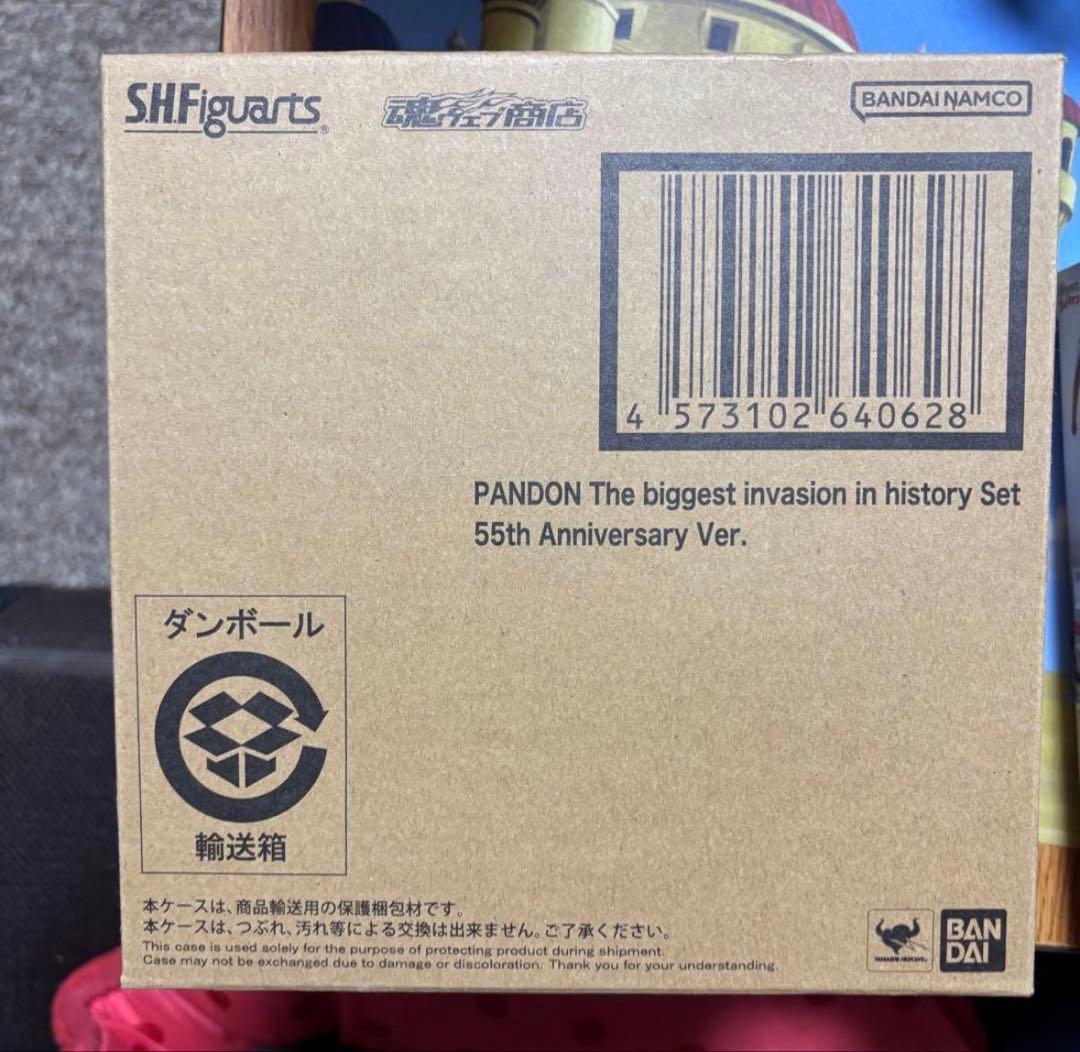 S.H.Figuarts®
魂ウェブ商店
BANDAI NAMCO
4 573102 640628
PANDON The biggest invasion in history Set
55th Anniversary Ver.
ダンボール
輸送箱
本ケースは、商品輸送用の保護梱包材です。
本ケースは、つぶれ、汚れ等による交換は出来ません。ご了承ください。
This case is used solely for the purpose of protecting product during shipment.
Case may not be exchanged due to damage or discoloration. Thank you for your understanding.
TAMASHII NATIONS
BAN
DAI